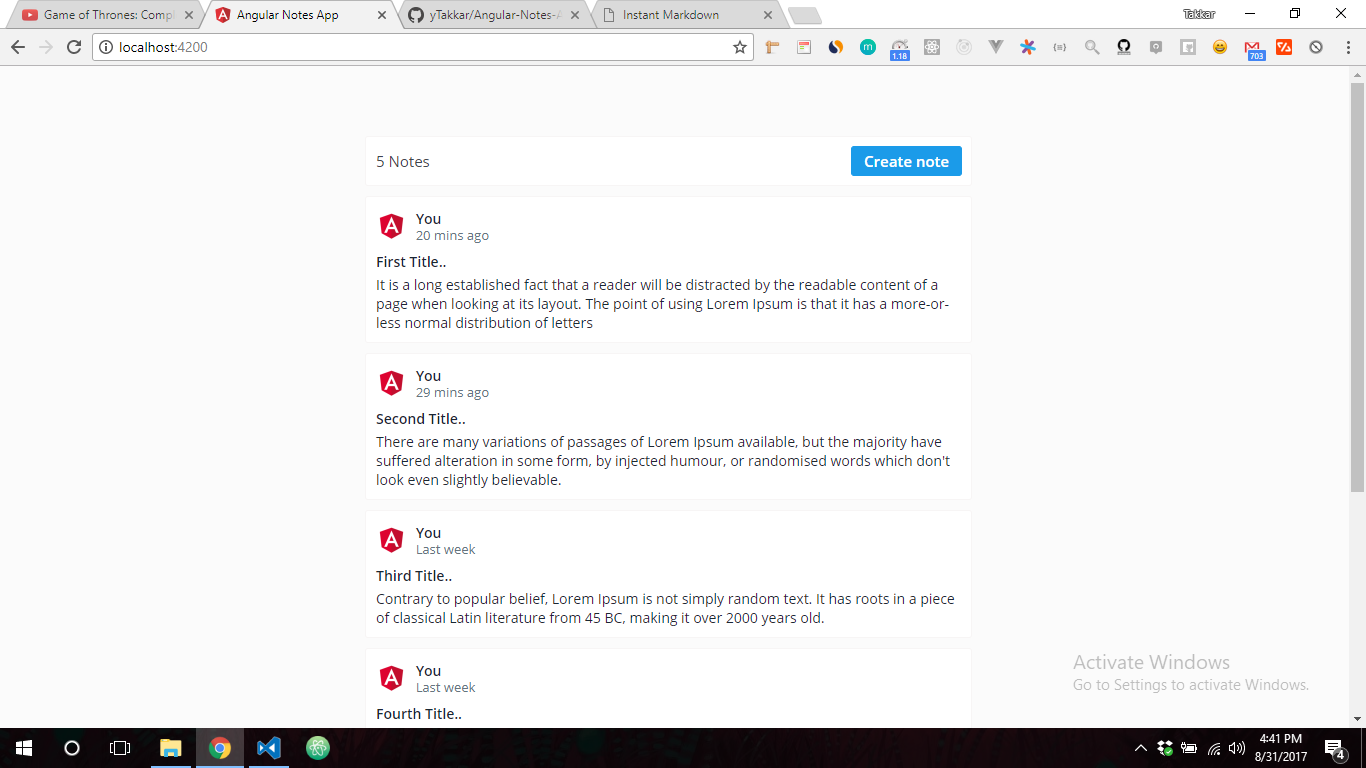 Game of Thrones: Compl
Angular Notes App
yTakkar/Angular-Notes-A
Instant Markdown
Takkar
localhost:4200
m
1.18
703
5 Notes
Create note
You
20 mins ago
First Title..
It is a long established fact that a reader will be distracted by the readable content of a
page when looking at its layout. The point of using Lorem Ipsum is that it has a more-or-
less normal distribution of letters
You
29 mins ago
Second Title..
There are many variations of passages of Lorem Ipsum available, but the majority have
suffered alteration in some form, by injected humour, or randomised words which don't
look even slightly believable.
You
Last week
Third Title..
Contrary to popular belief, Lorem Ipsum is not simply random text. It has roots in a piece
of classical Latin literature from 45 BC, making it over 2000 years old.
You
Last week
Fourth Title..
Activate Windows
Go to Settings to activate Windows.
4:41 PM
8/31/2017
4